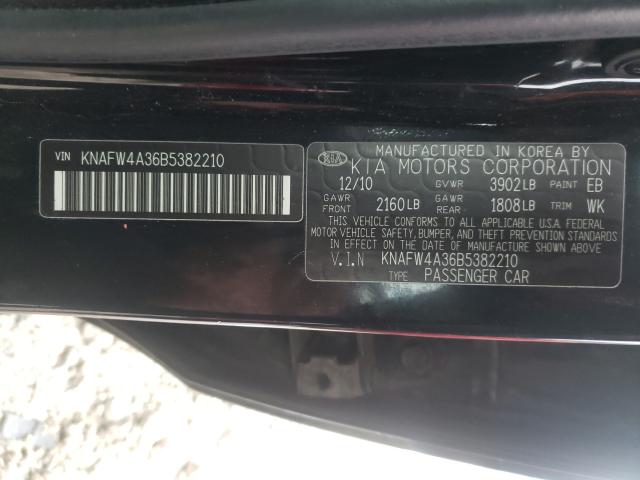 VIN KNAFW4A36B5382210
MANUFACTURED IN KOREA BY
KIA KIA MOTORS CORPORATION
12/10 GVWR 3902LB PAINT EB
GAWR FRONT 2160LB GAWR REAR: 1808LB TRIM WK
THIS VEHICLE CONFORMS TO ALL APPLICABLE U.S.A. FEDERAL
MOTOR VEHICLE SAFETY, BUMPER, AND THEFT PREVENTION STANDARDS
IN EFFECT ON THE DATE OF MANUFACTURE SHOWN ABOVE
V.I.N KNAFW4A36B5382210
TYPE: PASSENGER CAR